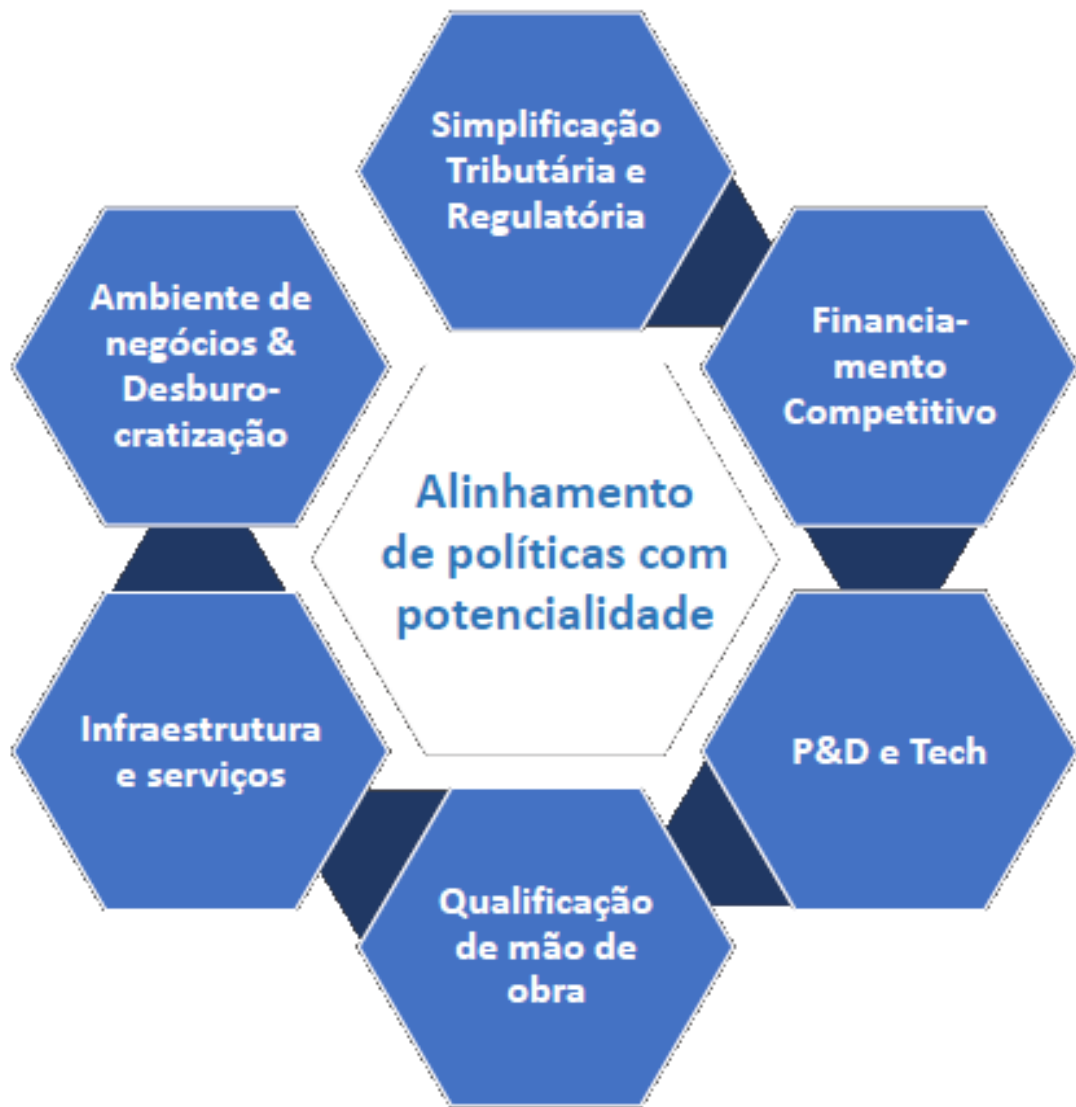 Simplificação
Tributária e
Regulatória
Ambiente de
negócios &
Desburo-
cratização
Financia-
mento
Competitivo
Alinhamento
de políticas com
potencialidade
Infraestrutura
e serviços
P&D e Tech
Qualificação
de mão de
obra